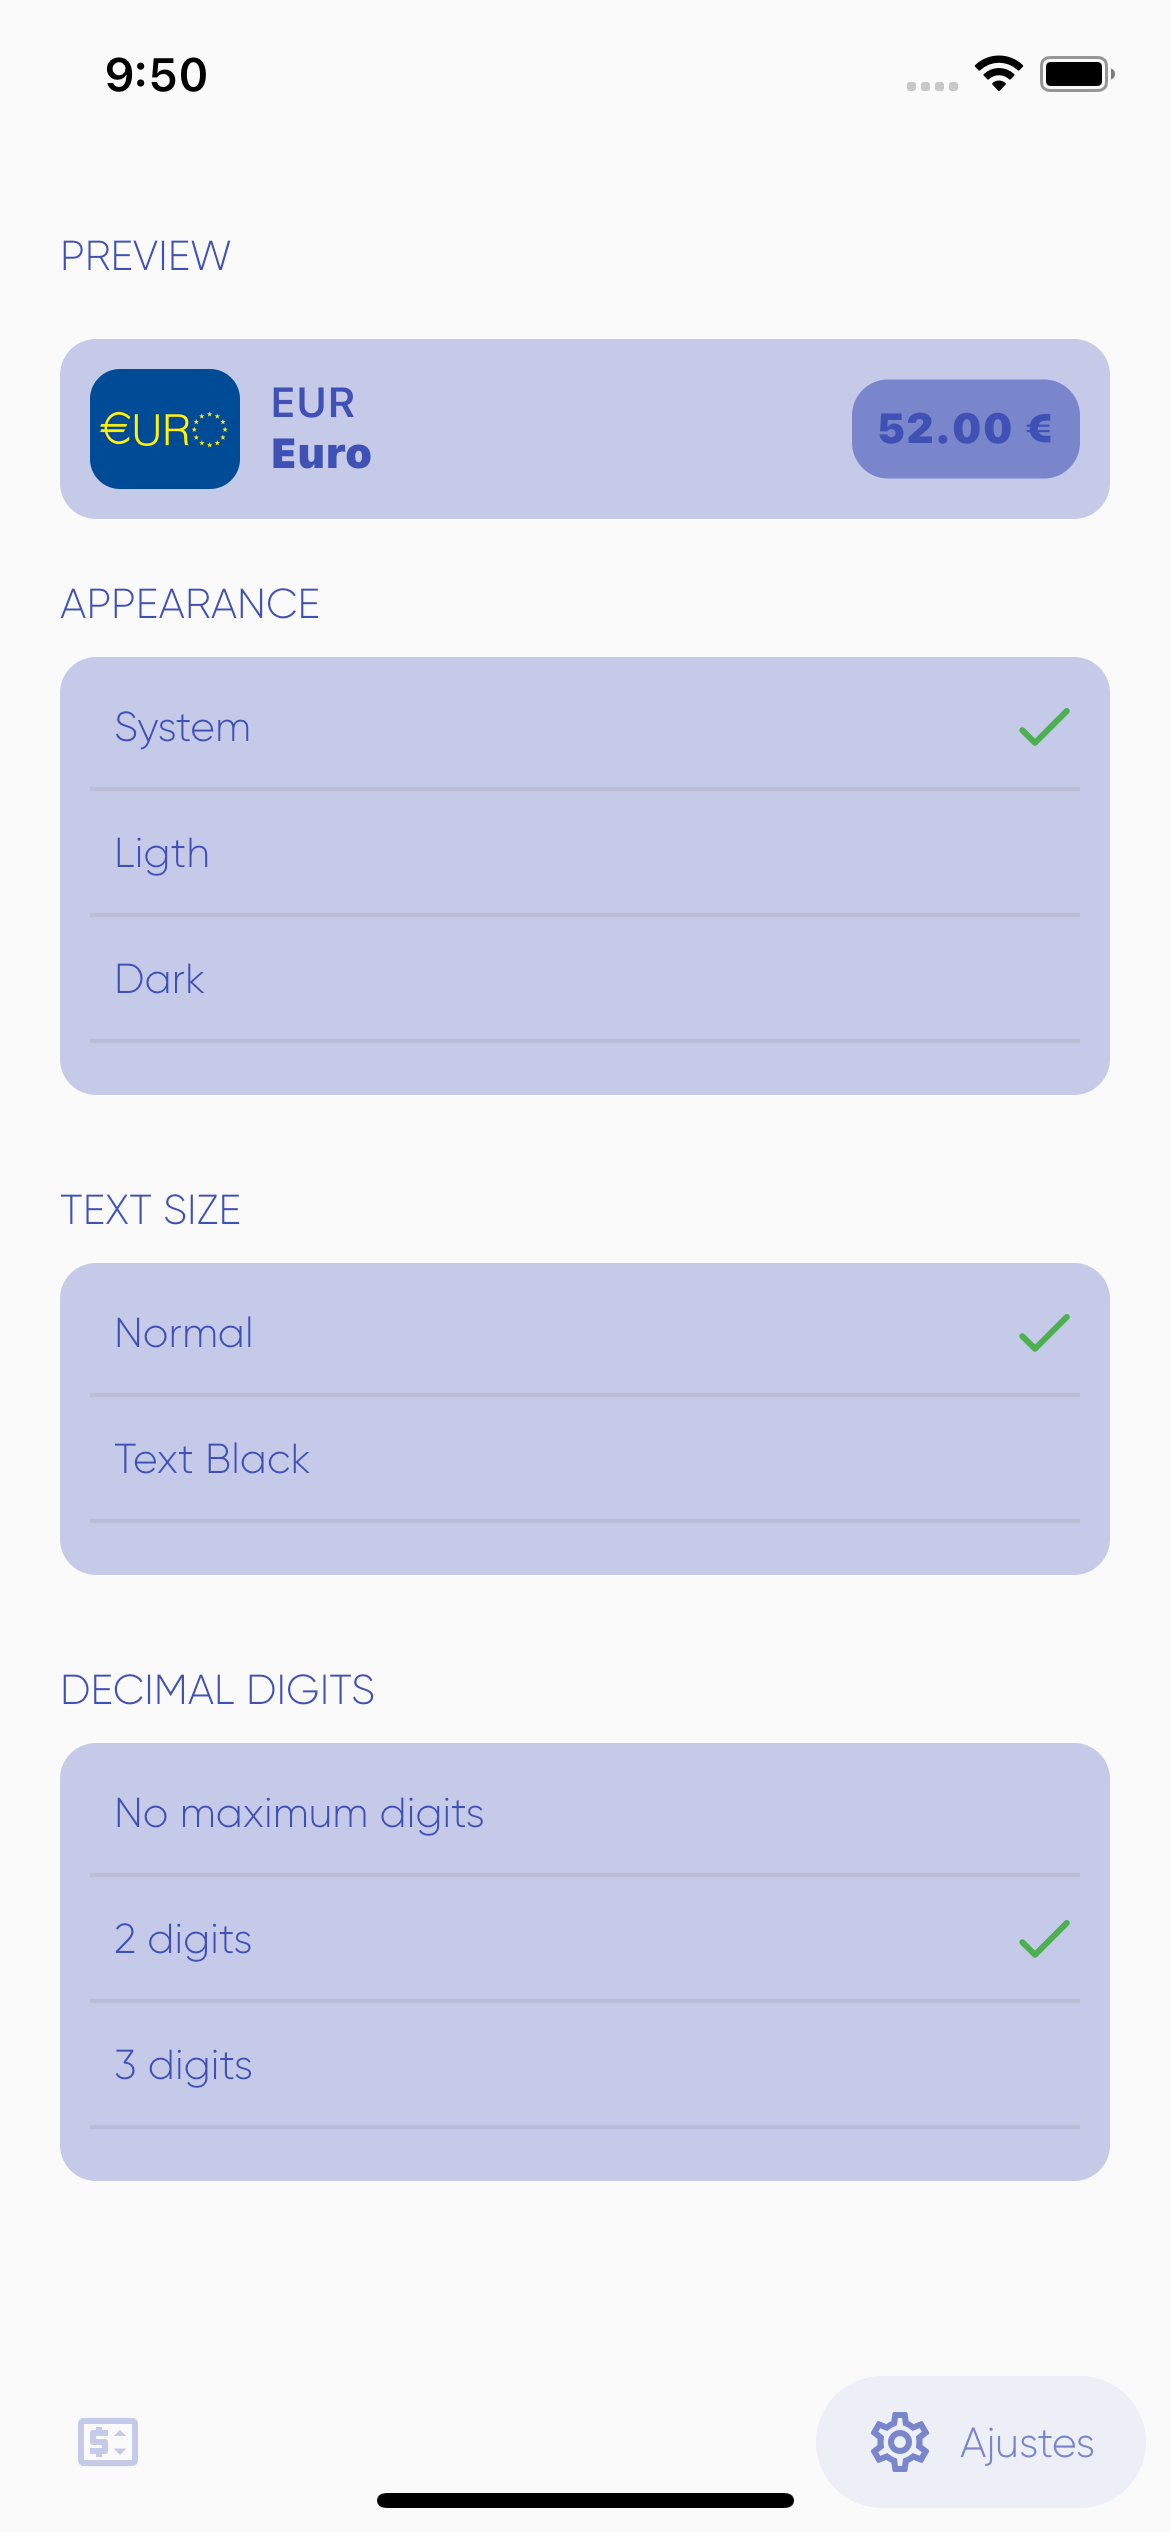 9:50
PREVIEW
€URO
EUR
Euro
52.00 €
APPEARANCE
System
Ligth
Dark
TEXT SIZE
Normal
Text Black
DECIMAL DIGITS
No maximum digits
2 digits
3 digits
$
Ajustes